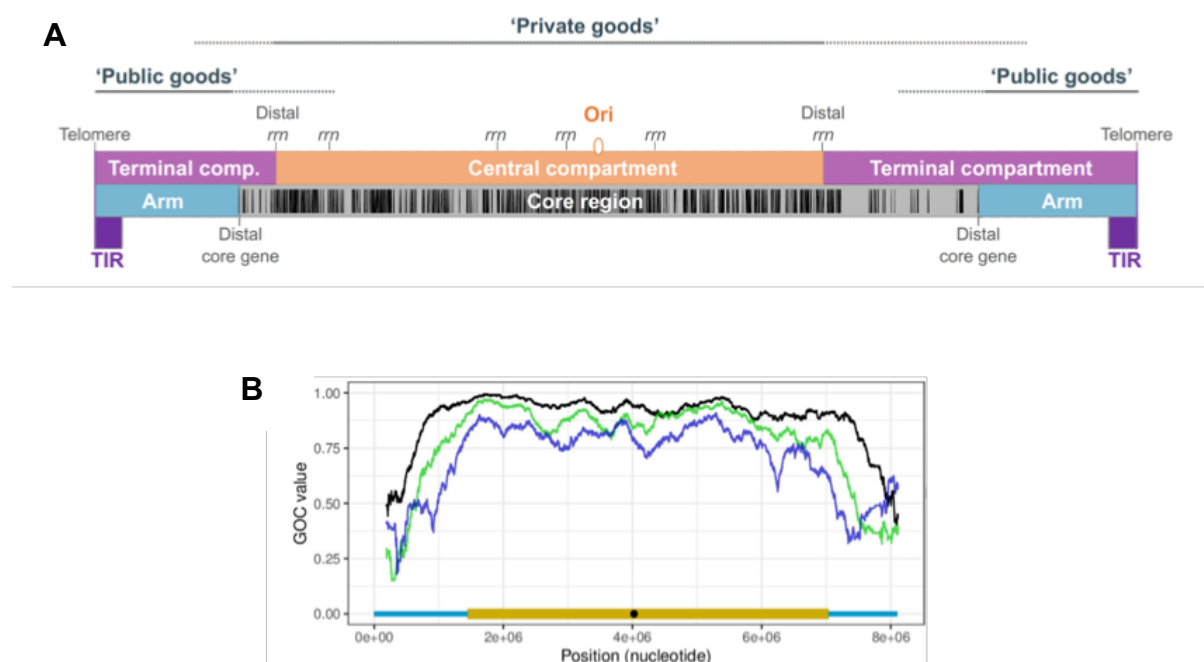 A
‘Private goods’
‘Public goods’ ‘Public goods’
Distal Ori Distal
Telomere rrn rrn rrn rrn rrn rrn Telomere
Terminal comp. Central compartment Terminal compartment
Arm Core region Arm
Distal Distal
TIR core gene core gene TIR
B
1.00
0.75
0.50
0.25
0.00
GOC value
0e+00 2e+06 4e+06 6e+06 8e+06
Position (nucleotide)